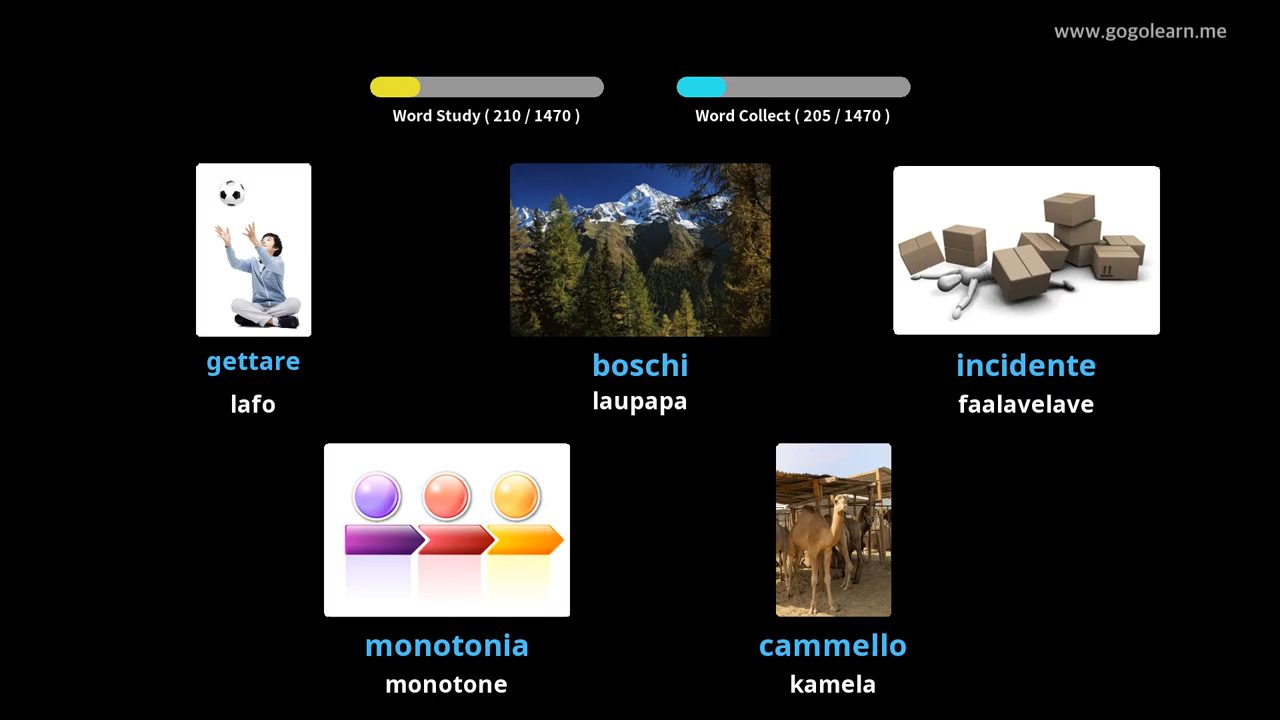 www.gogolearn.me
Word Study ( 210 / 1470 )
Word Collect ( 205 / 1470 )
gettare
lafo
boschi
laupapa
incidente
faalavelave
monotonia
monotone
cammello
kamela